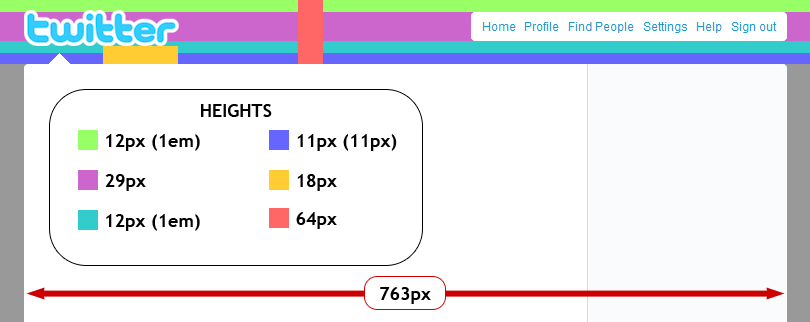 twitter
Home Profile Find People Settings Help Sign out
HEIGHTS
12px (1em) 11px (11px)
29px 18px
12px (1em) 64px
763px